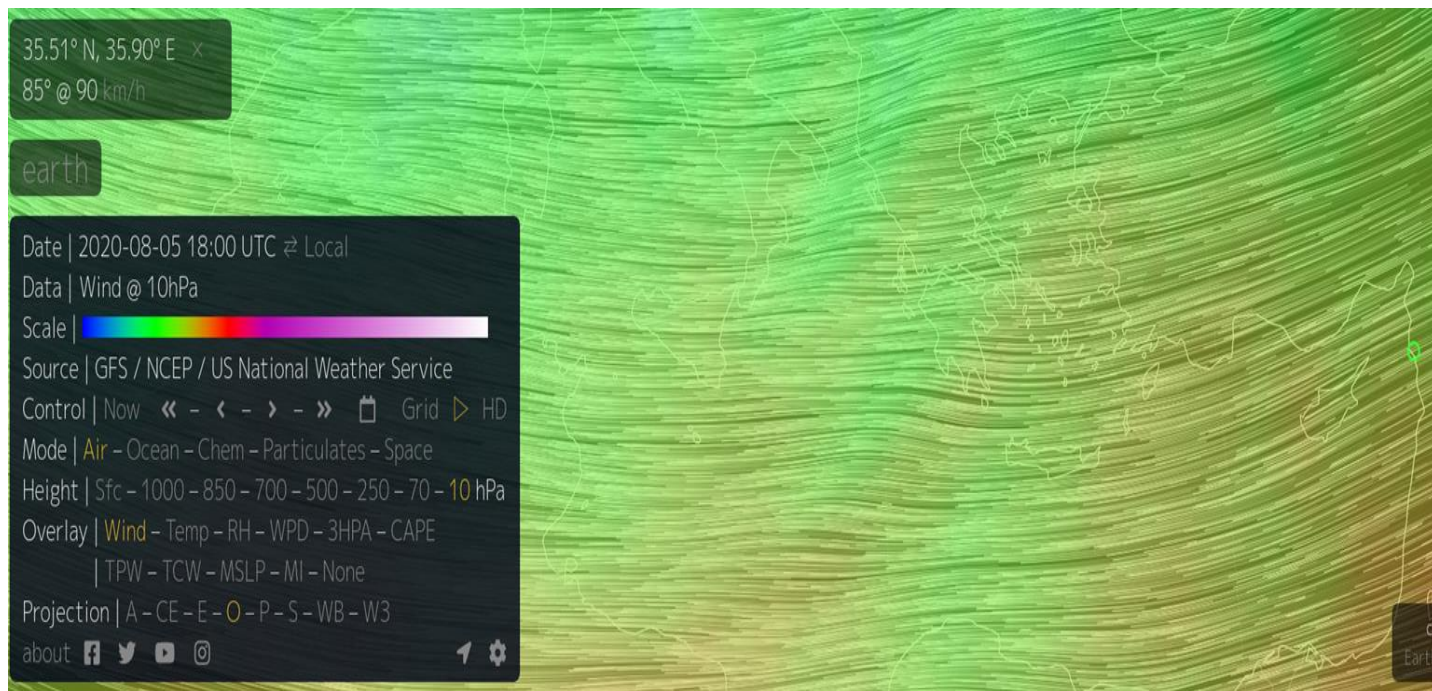 35.51° N, 35.90° E ×
85° @ 90 km/h
earth
Date | 2020-08-05 18:00 UTC ⇄ Local
Data | Wind @ 10hPa
Scale |
Source | GFS / NCEP / US National Weather Service
Control | Now « – ‹ – › – » Grid ▷ HD
Mode | Air – Ocean – Chem – Particulates – Space
Height | Sfc – 1000 – 850 – 700 – 500 – 250 – 70 – 10 hPa
Overlay | Wind – Temp – RH – WPD – 3HPA – CAPE
| TPW – TCW – MSLP – MI – None
Projection | A – CE – E – O – P – S – WB – W3
about